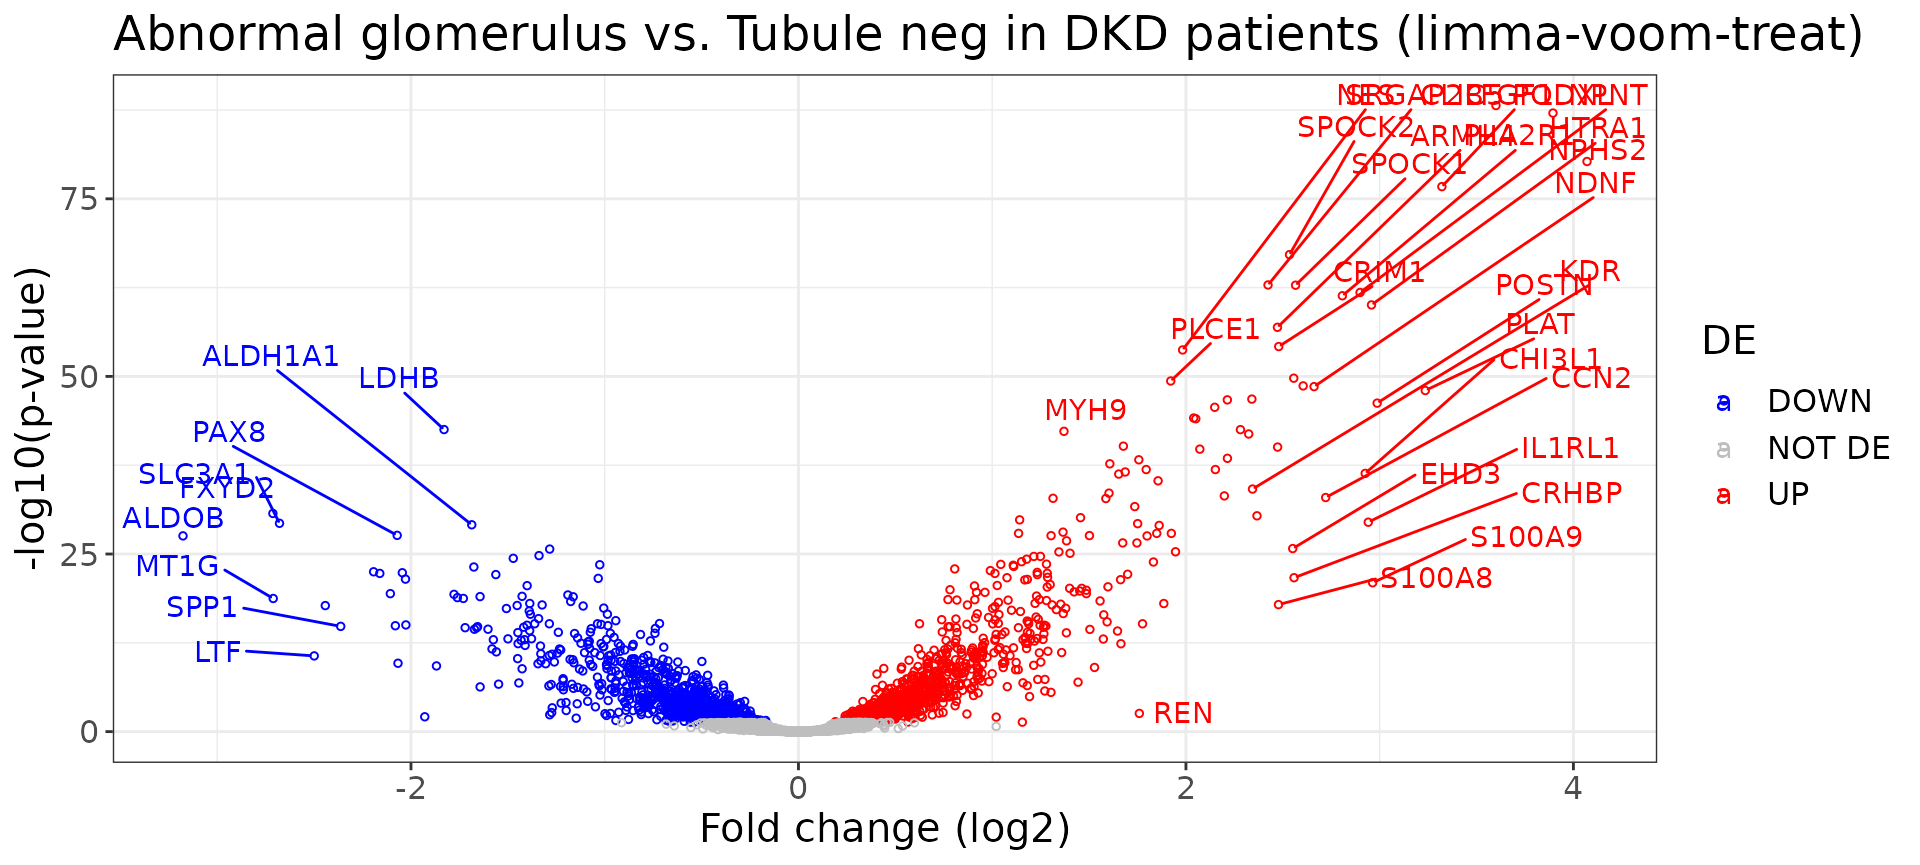 Abnormal glomerulus vs. Tubule neg in DKD patients (limma-voom-treat)
-log10(p-value)
75
50
25
0
-2
0
2
4
Fold change (log2)
ALDH1A1
LDHB
PAX8
SLC3A1
FXYD2
ALDOB
MT1G
SPP1
LTF
NES
PODXL
NPNT
SPOCK2
ARMH4
PLA2R1
HTRA1
SPOCK1
NPHS2
NDNF
CRIM1
KDR
POSTN
PLCE1
PLAT
CHI3L1
CCN2
MYH9
IL1RL1
EHD3
CRHBP
S100A9
S100A8
REN
DE
a DOWN
a NOT DE
a UP